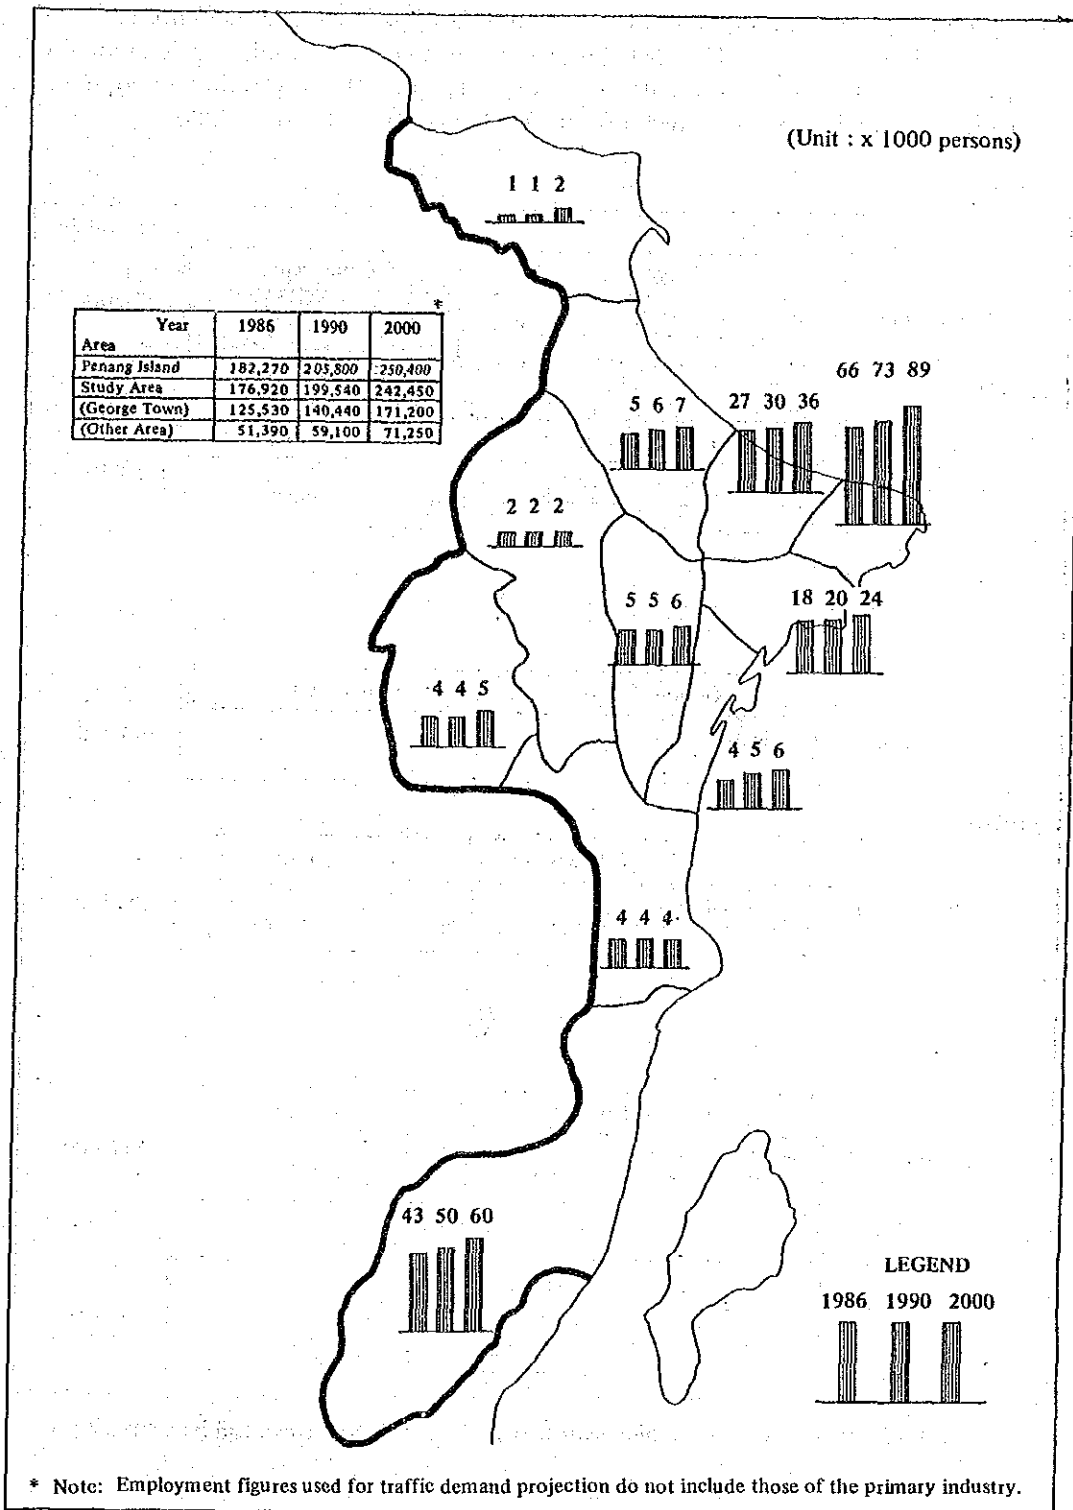 (Unit : x 1000 persons)
1 1 2
*
Year 1986 1990 2000
Area
Penang Island 182,270 205,800 250,400
Study Area 176,920 199,540 242,450
(George Town) 125,530 140,440 171,200
(Other Area) 51,390 59,100 71,250
66 73 89
5 6 7
27 30 36
2 2 2
5 5 6
18 20 24
4 4 5
4 5 6
4 4 4
43 50 60
LEGEND
1986 1990 2000
* Note: Employment figures used for traffic demand projection do not include those of the primary industry.